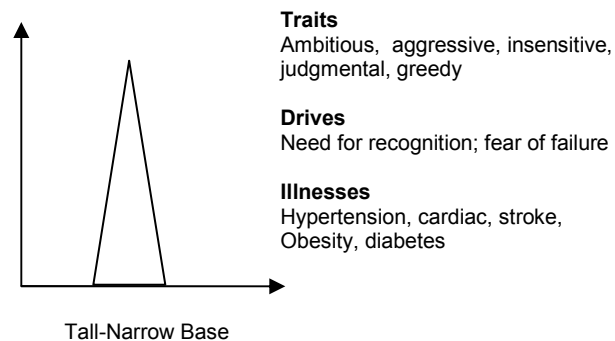 Traits
Ambitious, aggressive, insensitive,
judgmental, greedy
Drives
Need for recognition; fear of failure
Illnesses
Hypertension, cardiac, stroke,
Obesity, diabetes
Tall-Narrow Base